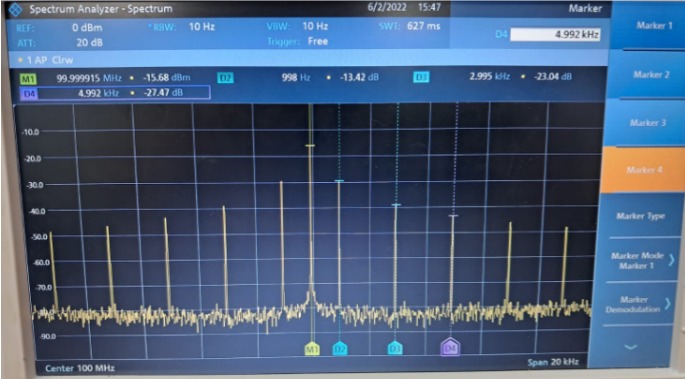 Spectrum Analyzer - Spectrum 6/2/2022 15:47 Marker
REF: 0 dBm * RBW: 10 Hz VBW: 10 Hz SWT: 627 ms
ATT: 20 dB Trigger: Free
D4 4.992 kHz
1 AP Clrw
M1 99.999915 MHz -15.68 dBm D2 998 Hz -13.42 dB D3 2.995 kHz -23.04 dB
D4 4.992 kHz -27.47 dB
-10.0
-20.0
-30.0
-40.0
-50.0
-60.0
-70.0
-80.0
-90.0
M1 D2 D3 D4
Center 100 MHz Span 20 kHz
Marker 1
Marker 2
Marker 3
Marker 4
Marker Type
Marker Mode
Marker 1
Marker
Demodulation